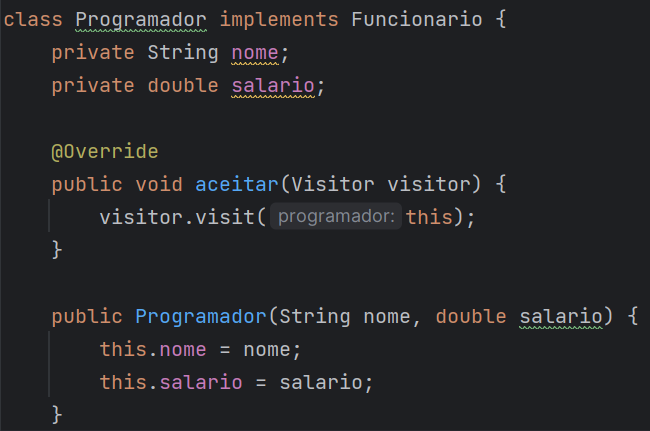 class Programador implements Funcionario {
private String nome;
private double salario;
@Override
public void aceitar(Visitor visitor) {
visitor.visit( programador: this);
}
public Programador(String nome, double salario) {
this.nome = nome;
this.salario = salario;
}